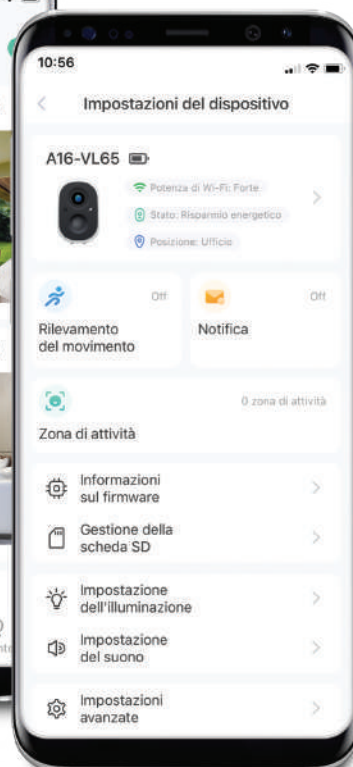 10:56
Impostazioni del dispositivo
A16-VL65
Potenza di Wi-Fi: Forte
Stato: Risparmio energetico
Posizione: Ufficio
Off
Off
Rilevamento
del movimento
Notifica
0 zona di attività
Zona di attività
Informazioni
sul firmware
Gestione della
scheda SD
Impostazione
dell'illuminazione
Impostazione
del suono
Impostazioni
avanzate